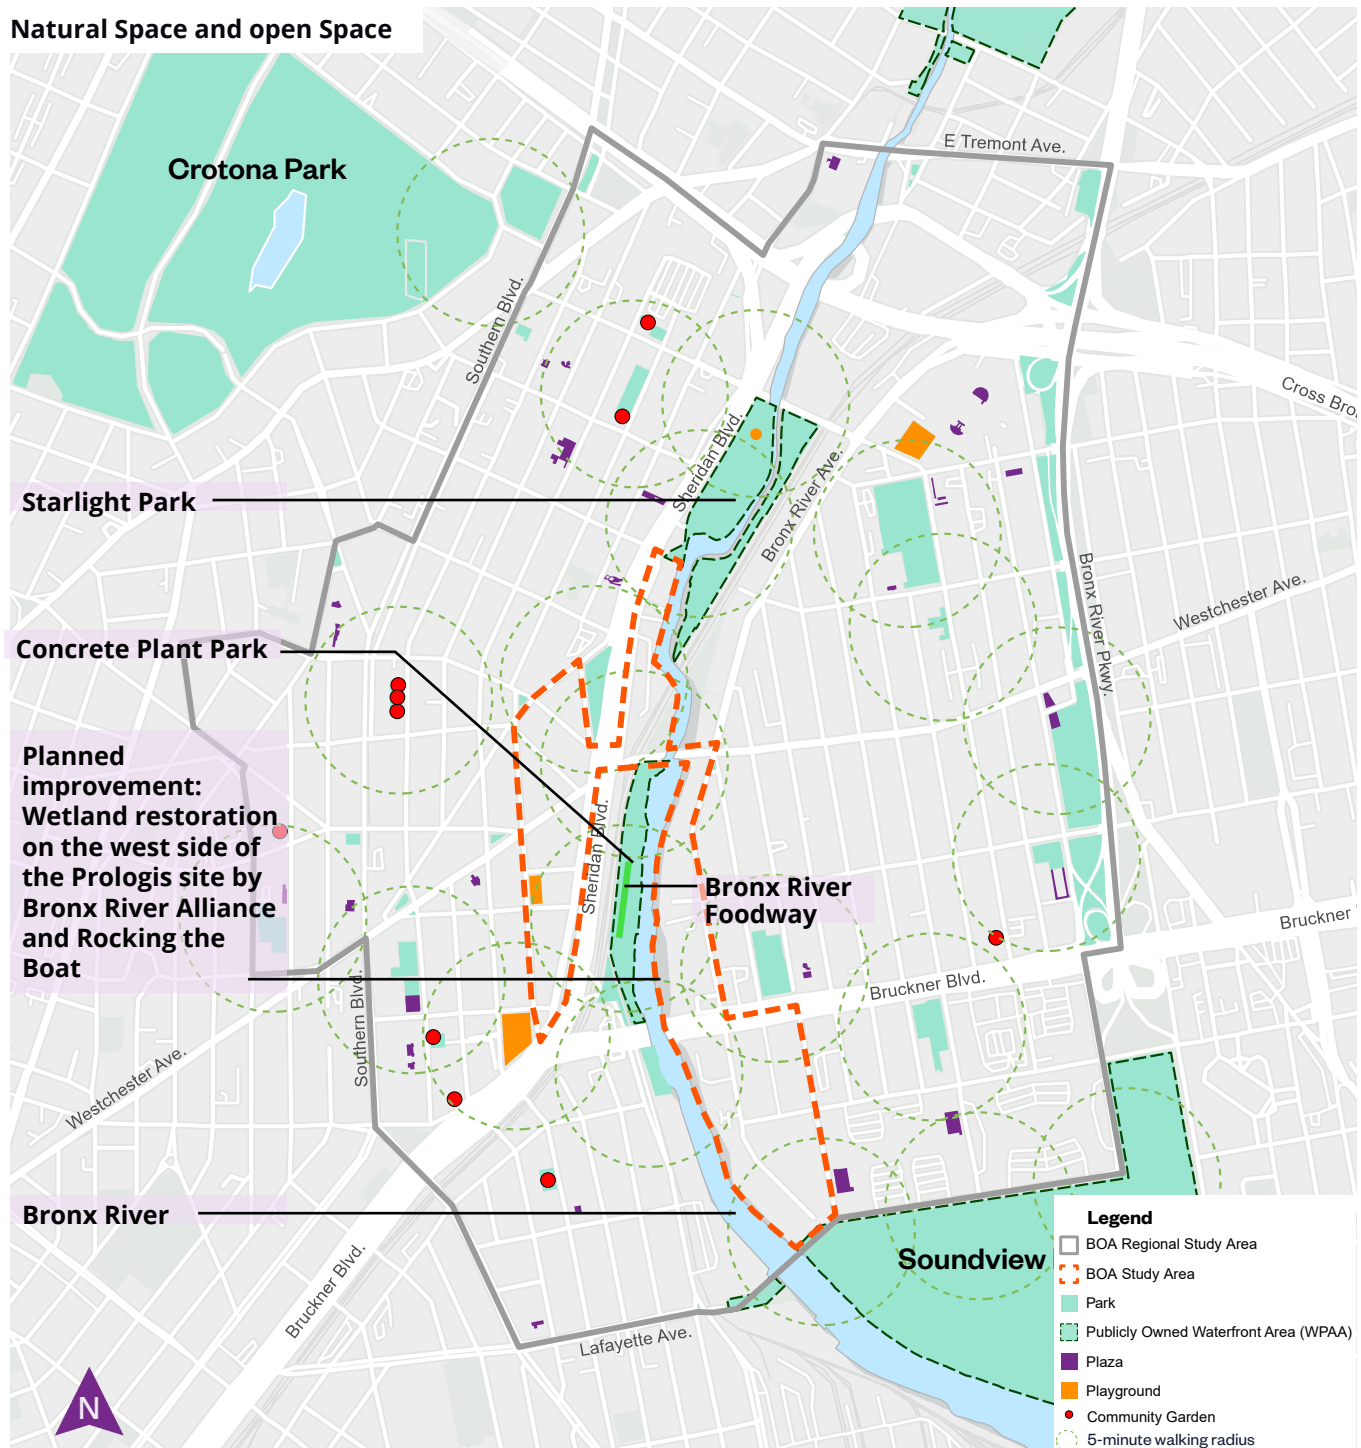 Natural Space and open Space
Crotona Park
E Tremont Ave.
Southern Blvd.
Cross Bro
Sheridan Blvd.
Bronx River Ave.
Starlight Park
Bronx River Pkwy.
Westchester Ave.
Concrete Plant Park
Planned
improvement:
Wetland restoration
on the west side of
the Prologis site by
Bronx River Alliance
and Rocking the
Boat
Sheridan Blvd.
Bronx River
Foodway
Bruckner
Bruckner Blvd.
Southern Blvd.
Westchester Ave.
Bronx River
Soundview
Bruckner Blvd.
Lafayette Ave.
N
Legend
BOA Regional Study Area
BOA Study Area
Park
Publicly Owned Waterfront Area (WPAA)
Plaza
Playground
Community Garden
5-minute walking radius